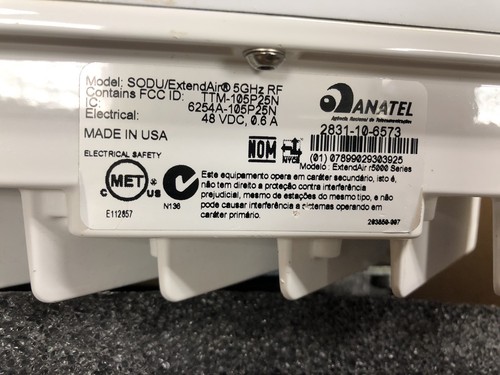 Model: SODU/ExtendAir® 5GHz RF
Contains FCC ID: TTM-105P25N
IC: 6254A-105P25N
Electrical: 48 VDC, 0.6 A
MADE IN USA
ELECTRICAL SAFETY
C MET US
E112857
N136
NOM
NYCE
ANATEL
Agência Nacional de Telecomunicações
2831-10-6573
(01) 07899029303925
Modelo : ExtendAir r5000 Series
Este equipamento opera em caráter secundário, isto é,
não tem direito a proteção contra interferência
prejudicial, mesmo de estações do mesmo tipo, e
não pode causar interferência a sistemas operando em
caráter primário.
203850-007